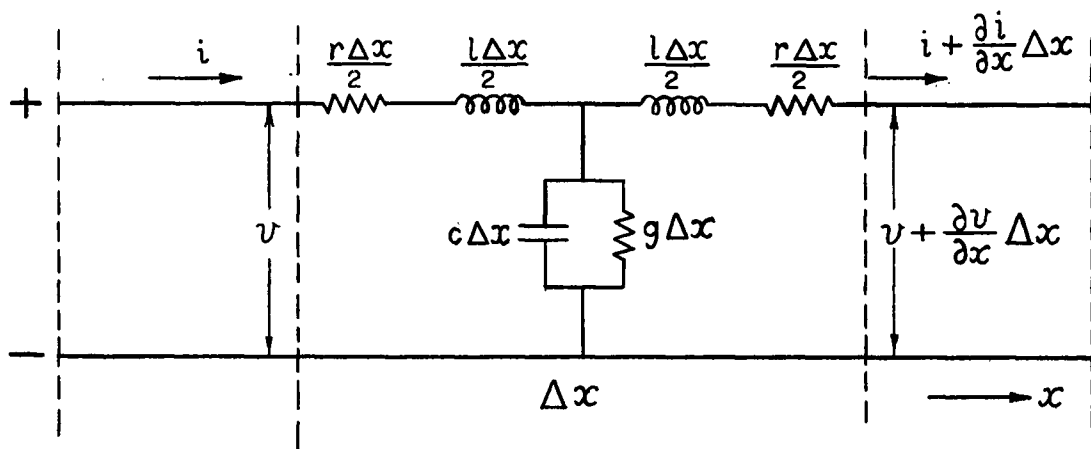 i
rΔx/2
lΔx/2
lΔx/2
rΔx/2
i + ∂i/∂x Δx
+
v
cΔx
gΔx
v + ∂v/∂x Δx
−
Δx
x